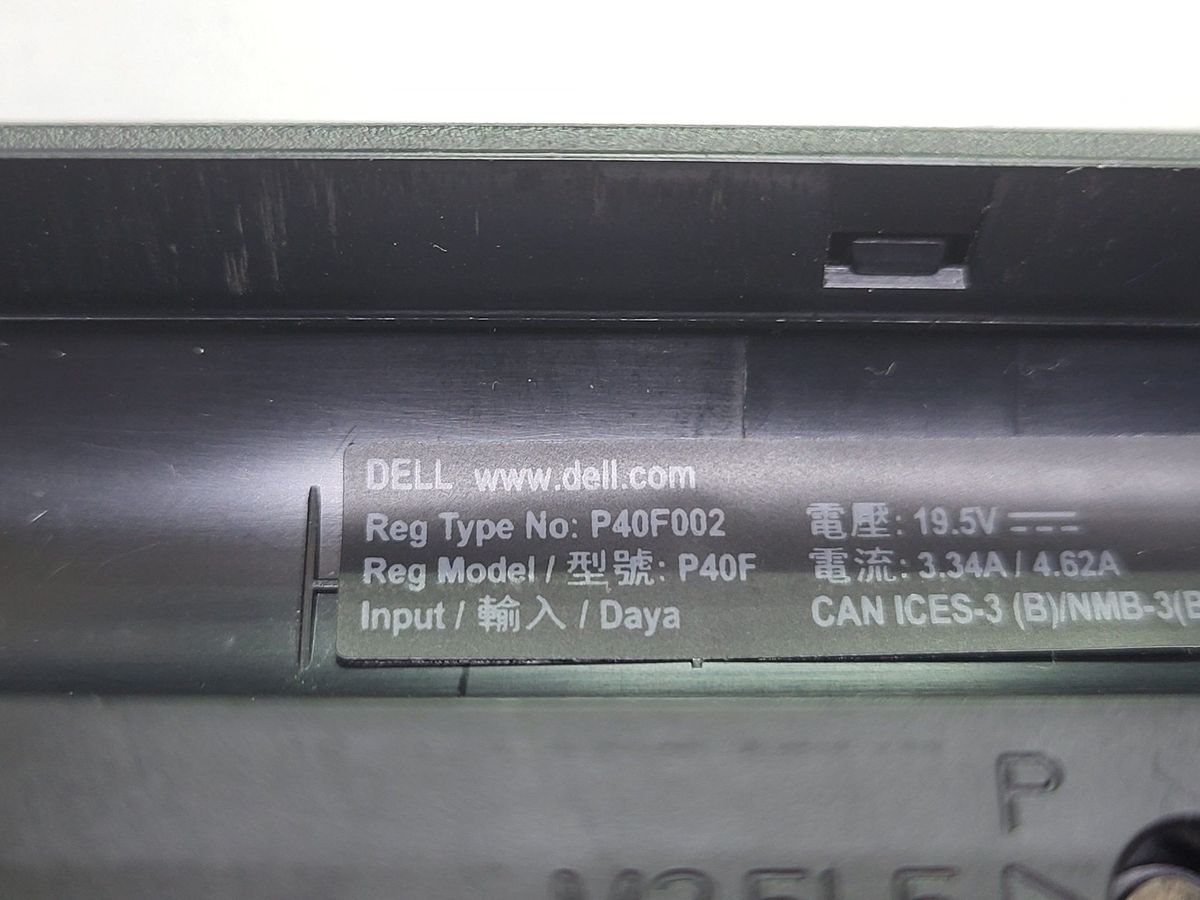 DELL www.dell.com
Reg Type No: P40F002
Reg Model / 型號: P40F
Input / 輸入 / Daya
電壓: 19.5V
電流: 3.34A / 4.62A
CAN ICES-3 (B)/NMB-3(B
P